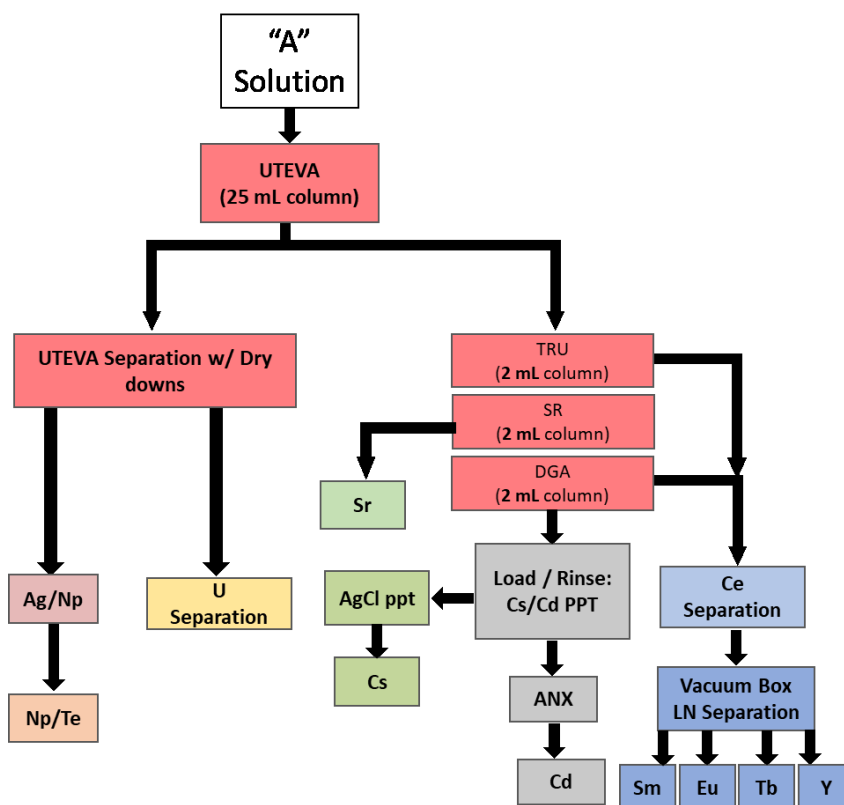 “A”
Solution
UTEVA
(25 mL column)
UTEVA Separation w/ Dry
downs
TRU
(2 mL column)
SR
(2 mL column)
DGA
(2 mL column)
Sr
Ag/Np
U
Separation
AgCl ppt
Load / Rinse:
Cs/Cd PPT
Ce
Separation
Cs
Np/Te
ANX
Vacuum Box
LN Separation
Cd
Sm
Eu
Tb
Y